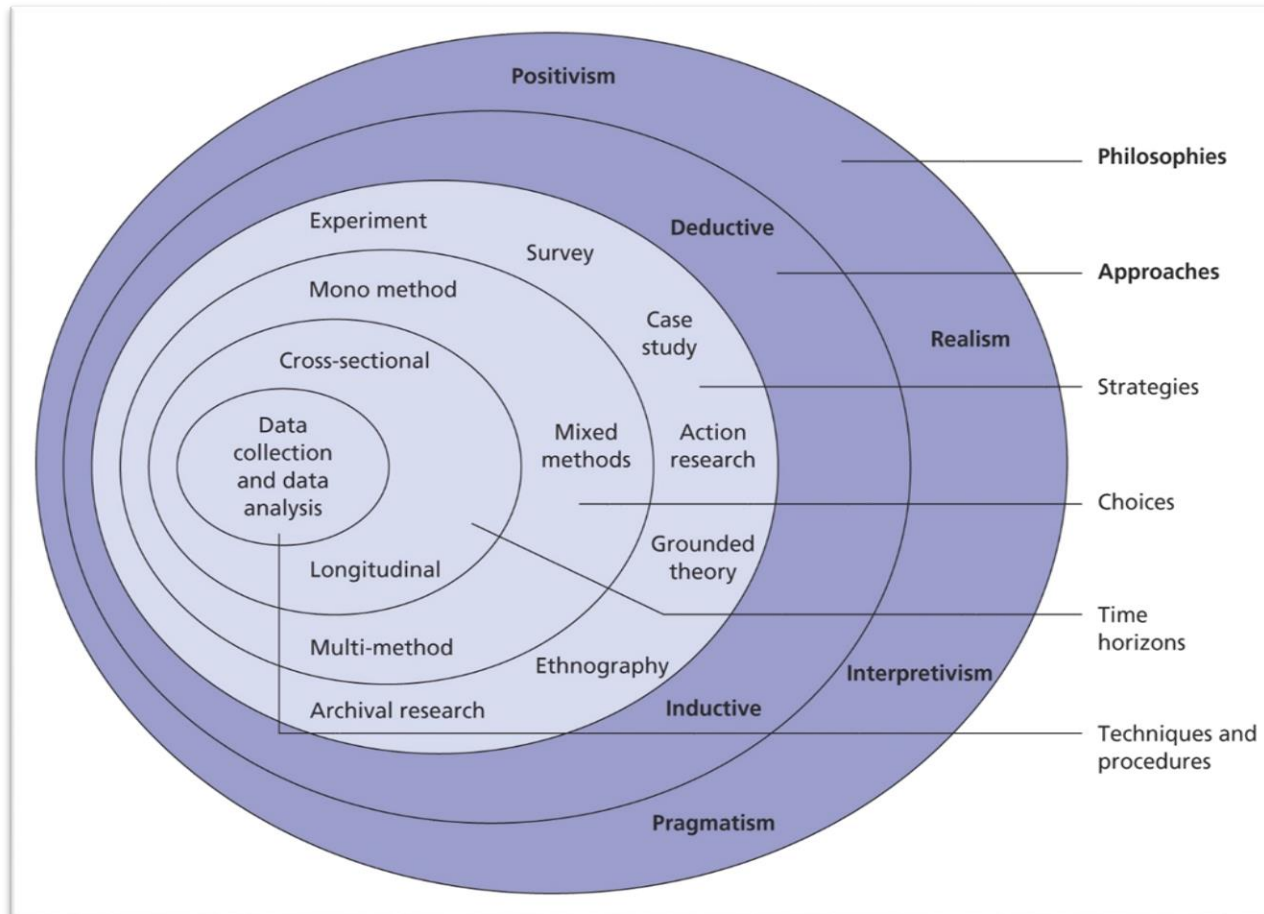 Positivism
Philosophies
Experiment
Deductive
Survey
Approaches
Mono method
Case
study
Realism
Cross-sectional
Strategies
Data
collection
and data
analysis
Mixed
methods
Action
research
Choices
Grounded
theory
Longitudinal
Time
horizons
Multi-method
Ethnography
Interpretivism
Archival research
Inductive
Techniques and
procedures
Pragmatism